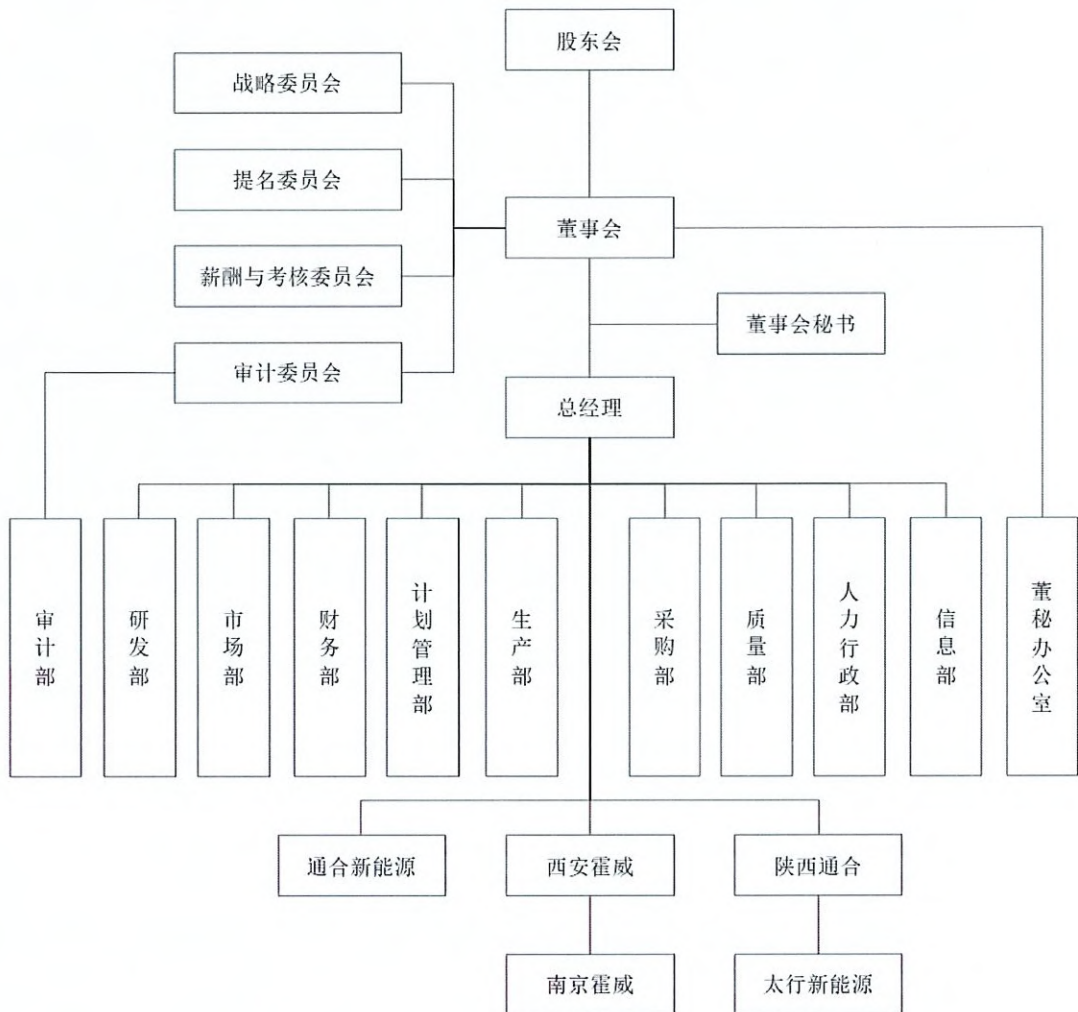 股东会
战略委员会
提名委员会
董事会
薪酬与考核委员会
董事会秘书
审计委员会
总经理
审计部
研发部
市场部
财务部
计划管理部
生产部
采购部
质量部
人力行政部
信息部
董秘办公室
通合新能源
西安霍威
陕西通合
南京霍威
太行新能源